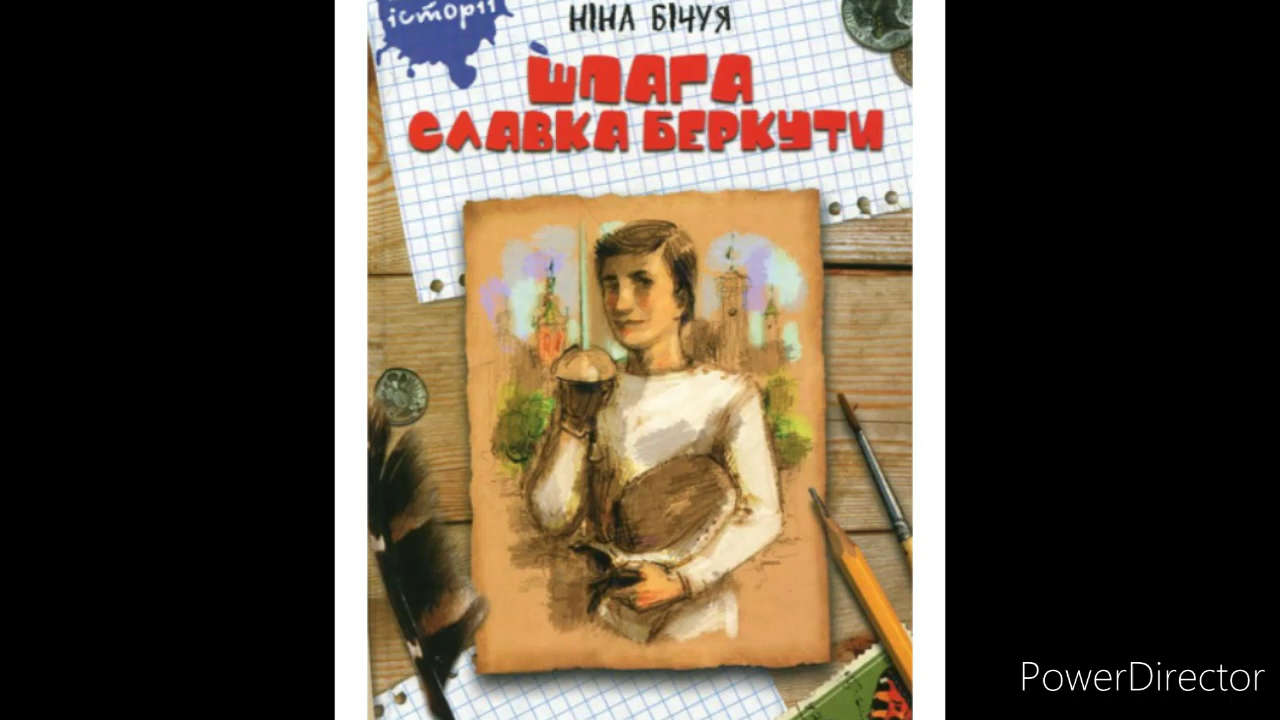 історії
НІНА БІЧУЯ
ШПАГА
СЛАВКА БЕРКУТИ
PowerDirector